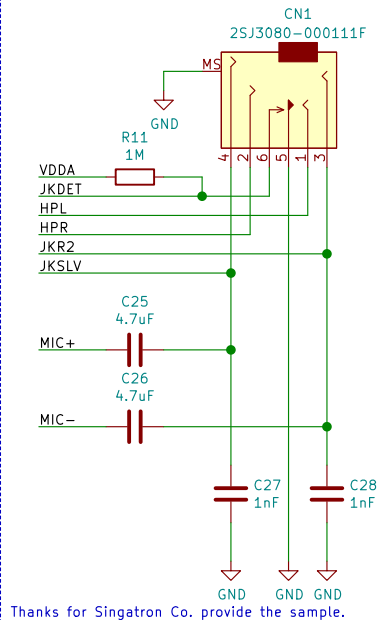 CN1
2SJ3080-000111F
MS
GND
R11
1M
4 2 6 5 1 3
VDDA
JKDET
HPL
HPR
JKR2
JKSLV
C25
4.7uF
MIC+
C26
4.7uF
MIC-
C27 C28
1nF 1nF
GND GND GND
Thanks for Singatron Co. provide the sample.